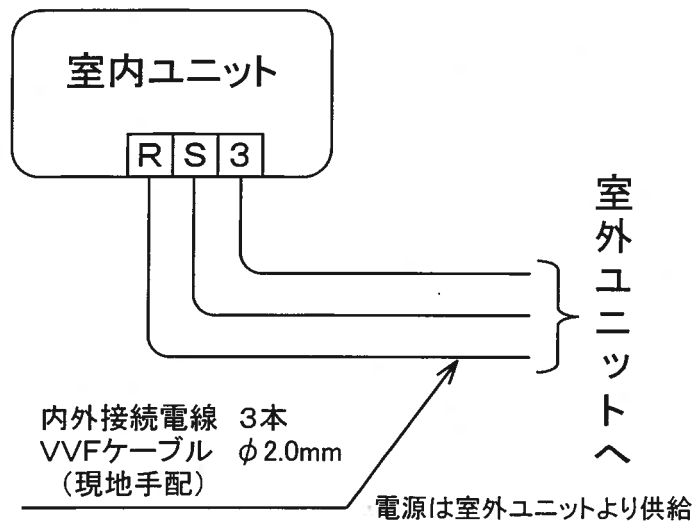 室内ユニット
R S 3
室外ユニットへ
内外接続電線 3本
VVFケーブル φ2.0mm
(現地手配)
電源は室外ユニットより供給